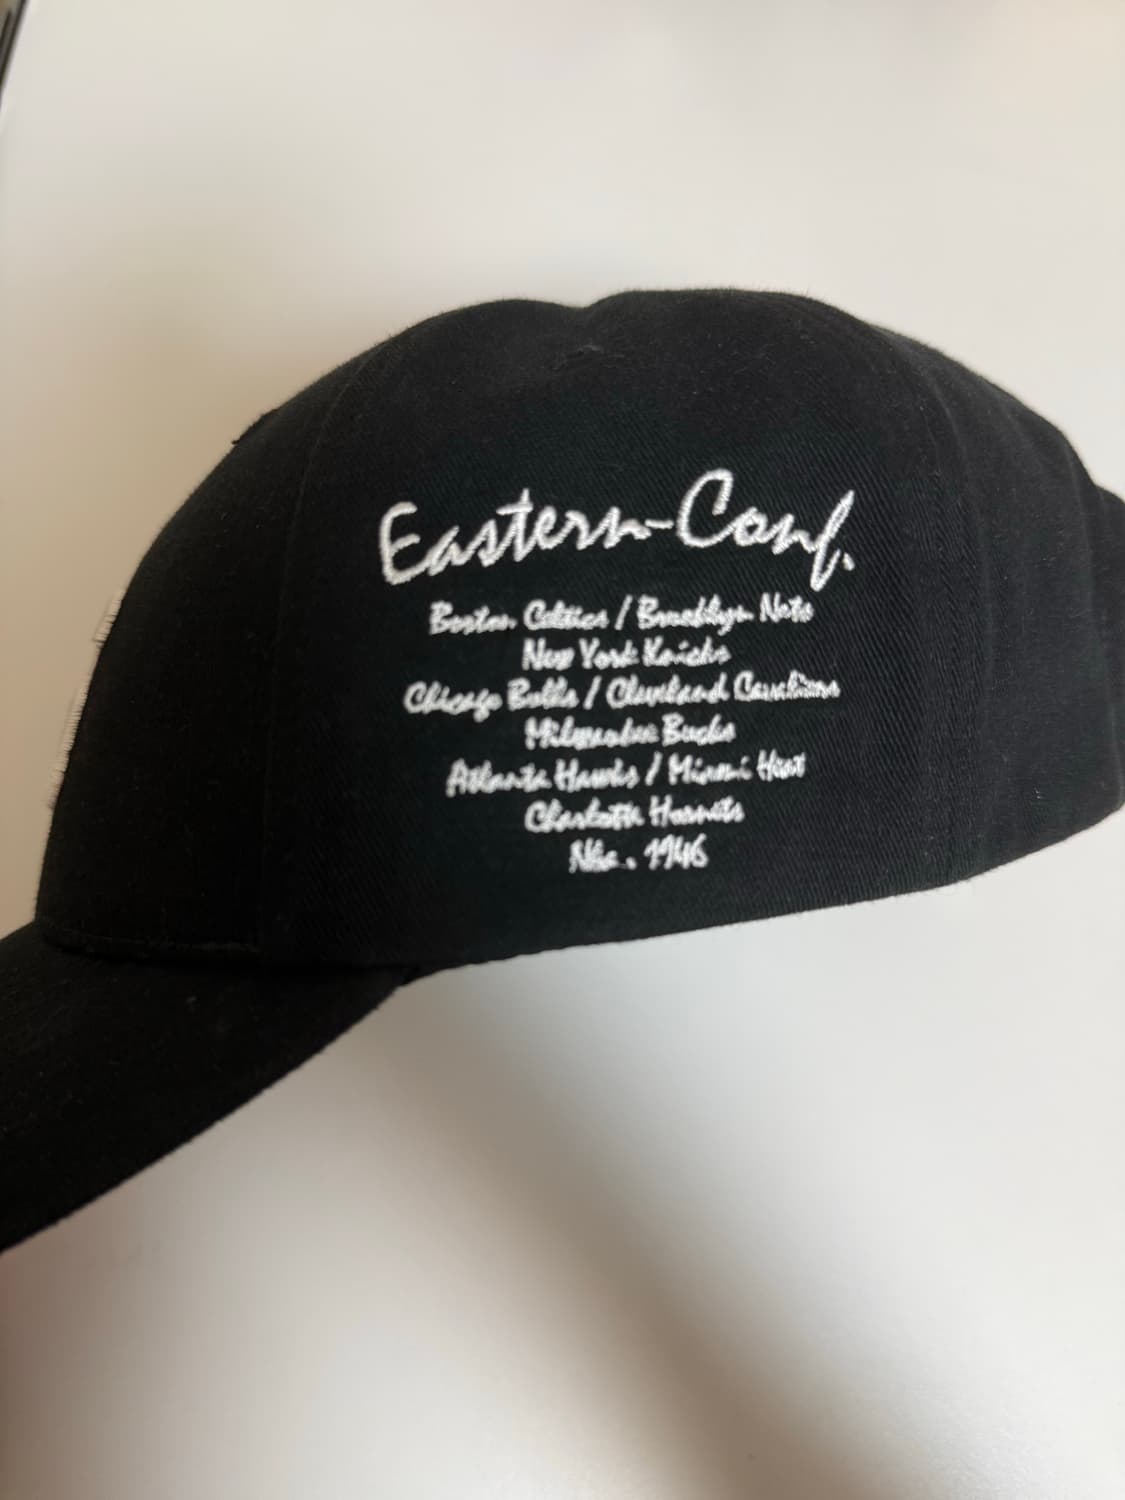 Eastern-Conf.
Boston Celtics / Brooklyn Nets
New York Knicks
Chicago Bulls / Cleveland Cavaliers
Milwaukee Bucks
Atlanta Hawks / Miami Heat
Charlotte Hornets
Nba. 1946